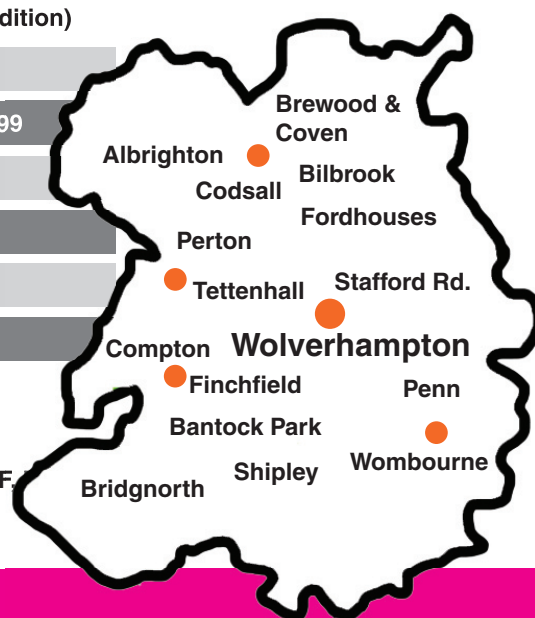 dition)
99
Brewood &
Coven
Albrighton
Bilbrook
Codsall
Fordhouses
Perton
Stafford Rd.
Tettenhall
Wolverhampton
Compton
Finchfield
Penn
Bantock Park
Wombourne
Shipley
Bridgnorth
F,